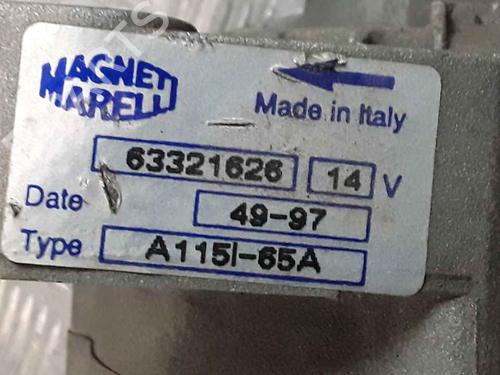 MAGNETI
MARELLI
Made in Italy
63321626 14 V
Date 49-97
Type A115I-65A